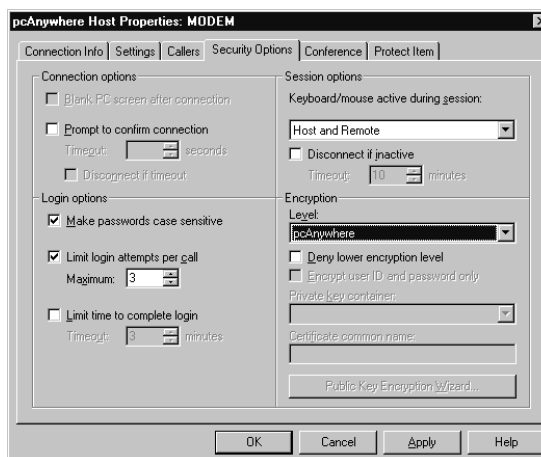 pcAnywhere Host Properties: MODEM
Connection Info Settings Callers Security Options Conference Protect Item
Connection options
Blank PC screen after connection
Prompt to confirm connection
Timeout: seconds
Disconnect if timeout
Login options
Make passwords case sensitive
Limit login attempts per call
Maximum: 3
Limit time to complete login
Timeout: 3 minutes
Session options
Keyboard/mouse active during session:
Host and Remote
Disconnect if inactive
Timeout: 10 minutes
Encryption
Level:
pcAnywhere
Deny lower encryption level
Encrypt user ID and password only
Private key container:
Certificate common name:
Public Key Encryption Wizard...
OK Cancel Apply Help